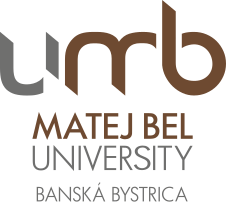 umb
MATEJ BEL
UNIVERSITY
BANSKÁ BYSTRICA